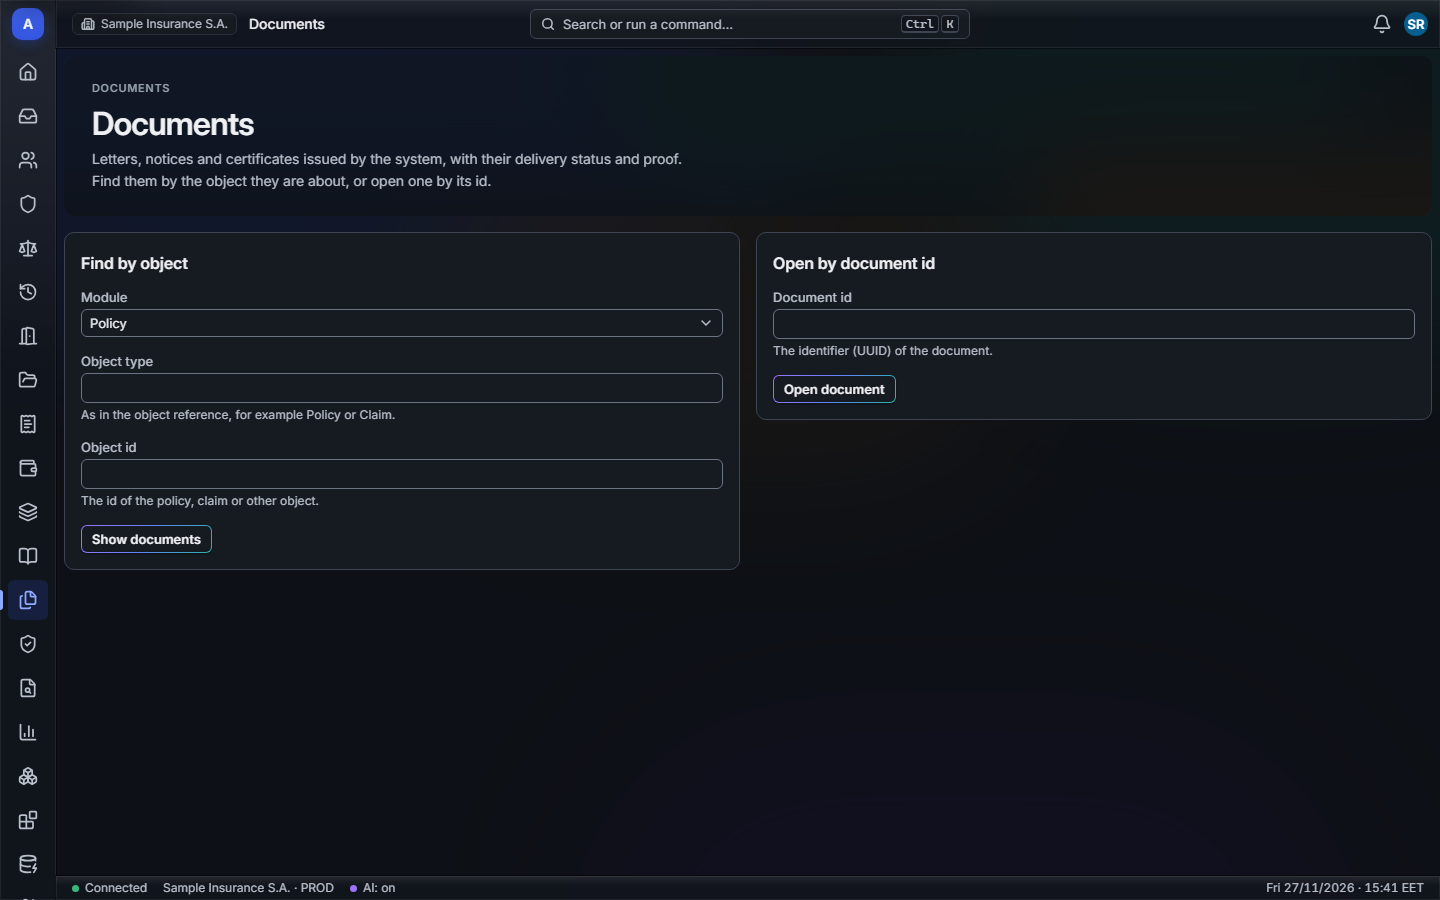 A
Sample Insurance S.A.
Documents
Search or run a command...
Ctrl K
SR
DOCUMENTS
Documents
Letters, notices and certificates issued by the system, with their delivery status and proof.
Find them by the object they are about, or open one by its id.
Find by object
Module
Policy
Object type
As in the object reference, for example Policy or Claim.
Object id
The id of the policy, claim or other object.
Show documents
Open by document id
Document id
The identifier (UUID) of the document.
Open document
Connected
Sample Insurance S.A. · PROD
AI: on
Fri 27/11/2026 · 15:41 EET